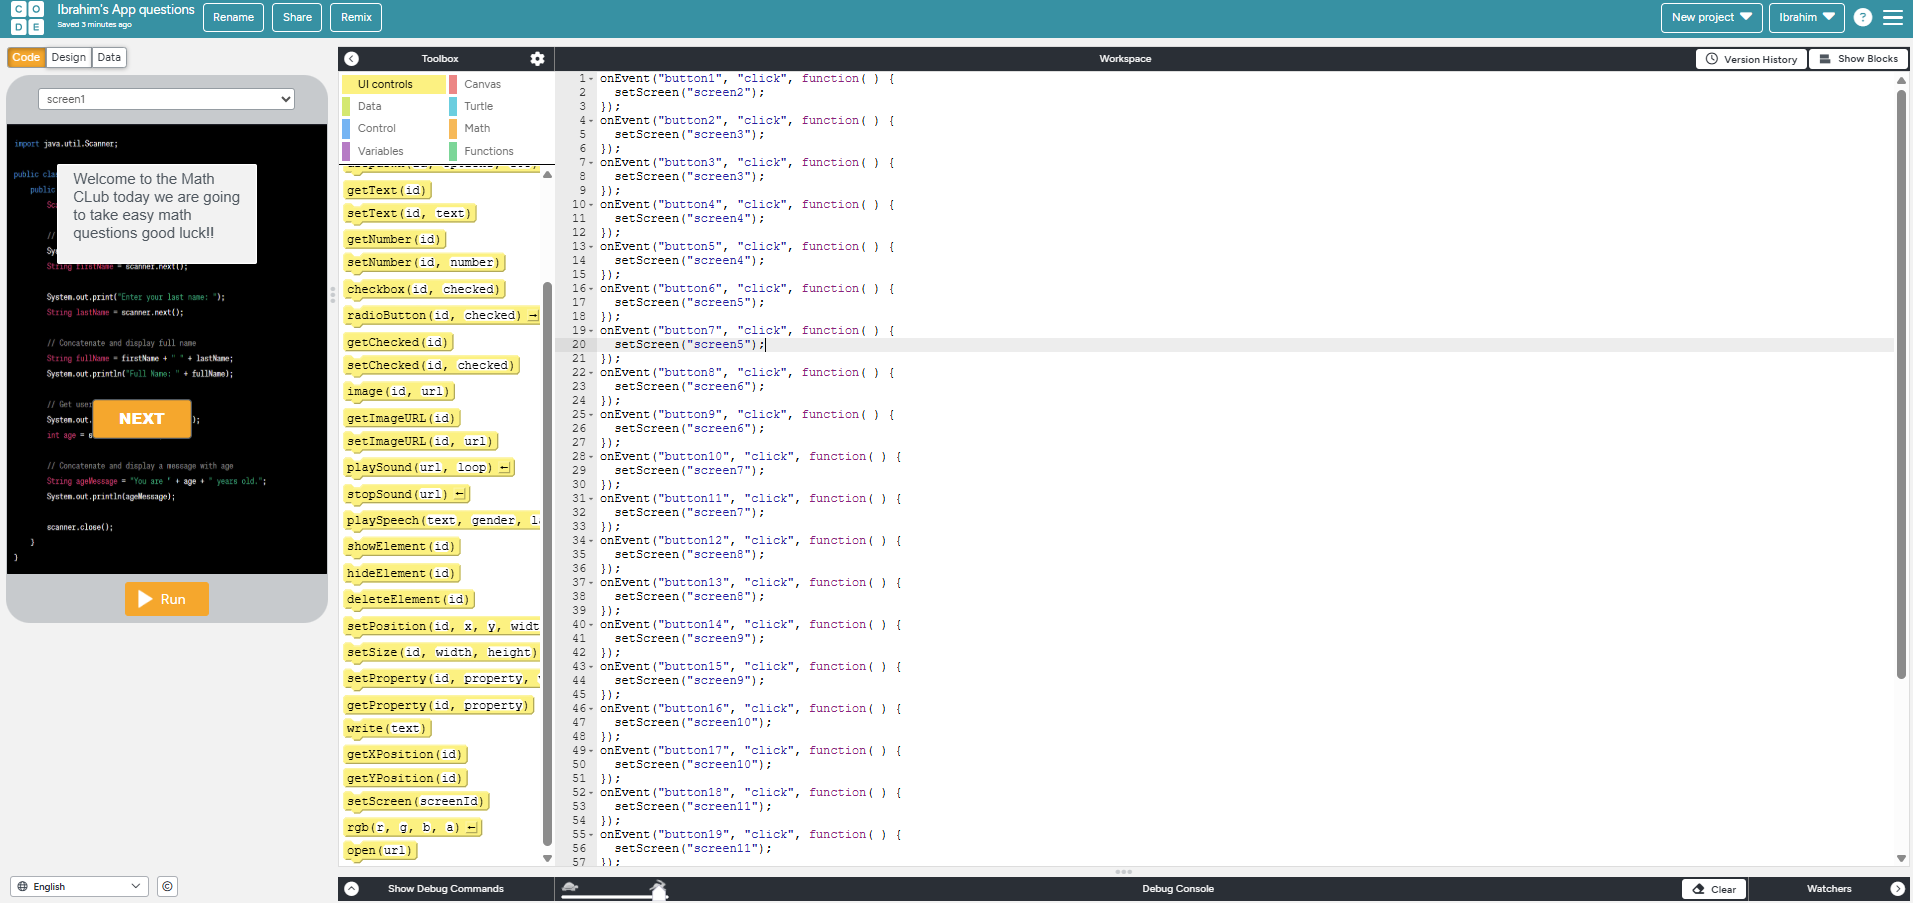 CODE
Ibrahim's App questions
Saved 3 minutes ago
Rename
Share
Remix
New project
Ibrahim
?
Code
Design
Data
screen1
import java.util.Scanner;
public clas
public
Sc
//
Sy
String firstName = scanner.next();
System.out.print("Enter your last name: ");
String lastName = scanner.next();
// Concatenate and display full name
String fullName = firstName + " " + lastName;
System.out.println("Full Name: " + fullName);
// Get user
System.out. );
int age = s
// Concatenate and display a message with age
String ageMessage = "You are " + age + " years old.";
System.out.println(ageMessage);
scanner.close();
}
}
Welcome to the Math
CLub today we are going
to take easy math
questions good luck!!
NEXT
Run
English
©
Toolbox
UI controls
Canvas
Data
Turtle
Control
Math
Variables
Functions
getText(id)
setText(id, text)
getNumber(id)
setNumber(id, number)
checkbox(id, checked)
radioButton(id, checked)
getChecked(id)
setChecked(id, checked)
image(id, url)
getImageURL(id)
setImageURL(id, url)
playSound(url, loop)
stopSound(url)
playSpeech(text, gender, l
showElement(id)
hideElement(id)
deleteElement(id)
setPosition(id, x, y, widt
setSize(id, width, height)
setProperty(id, property,
getProperty(id, property)
write(text)
getXPosition(id)
getYPosition(id)
setScreen(screenId)
rgb(r, g, b, a)
open(url)
Workspace
Version History
Show Blocks
1 onEvent("button1", "click", function( ) {
2 setScreen("screen2");
3 });
4 onEvent("button2", "click", function( ) {
5 setScreen("screen3");
6 });
7 onEvent("button3", "click", function( ) {
8 setScreen("screen3");
9 });
10 onEvent("button4", "click", function( ) {
11 setScreen("screen4");
12 });
13 onEvent("button5", "click", function( ) {
14 setScreen("screen4");
15 });
16 onEvent("button6", "click", function( ) {
17 setScreen("screen5");
18 });
19 onEvent("button7", "click", function( ) {
20 setScreen("screen5");
21 });
22 onEvent("button8", "click", function( ) {
23 setScreen("screen6");
24 });
25 onEvent("button9", "click", function( ) {
26 setScreen("screen6");
27 });
28 onEvent("button10", "click", function( ) {
29 setScreen("screen7");
30 });
31 onEvent("button11", "click", function( ) {
32 setScreen("screen7");
33 });
34 onEvent("button12", "click", function( ) {
35 setScreen("screen8");
36 });
37 onEvent("button13", "click", function( ) {
38 setScreen("screen8");
39 });
40 onEvent("button14", "click", function( ) {
41 setScreen("screen9");
42 });
43 onEvent("button15", "click", function( ) {
44 setScreen("screen9");
45 });
46 onEvent("button16", "click", function( ) {
47 setScreen("screen10");
48 });
49 onEvent("button17", "click", function( ) {
50 setScreen("screen10");
51 });
52 onEvent("button18", "click", function( ) {
53 setScreen("screen11");
54 });
55 onEvent("button19", "click", function( ) {
56 setScreen("screen11");
57 });
Show Debug Commands
Debug Console
Clear
Watchers